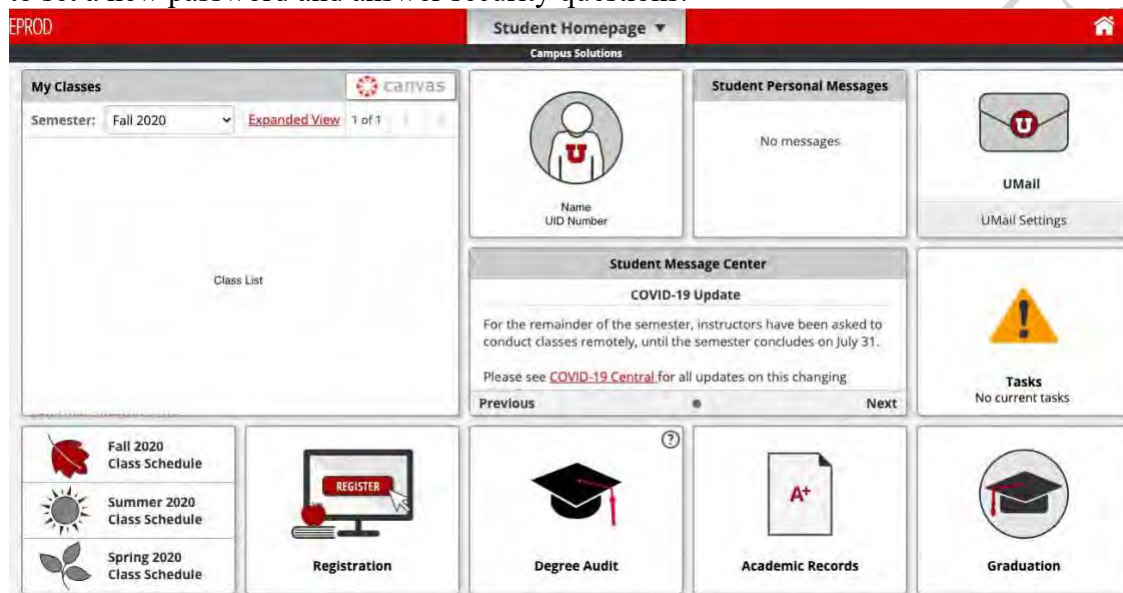 to set a new password and answer security questions.
EPROD
Student Homepage ▼
Campus Solutions
My Classes
canvas
Semester: Fall 2020 Expanded View 1 of 1
Class List
U
Name
UID Number
Student Personal Messages
No messages
U
UMail
UMail Settings
Student Message Center
COVID-19 Update
For the remainder of the semester, instructors have been asked to
conduct classes remotely, until the semester concludes on July 31.
Please see COVID-19 Central for all updates on this changing
Previous
Next
!
Tasks
No current tasks
Fall 2020
Class Schedule
Summer 2020
Class Schedule
Spring 2020
Class Schedule
REGISTER
Registration
?
Degree Audit
A+
Academic Records
Graduation